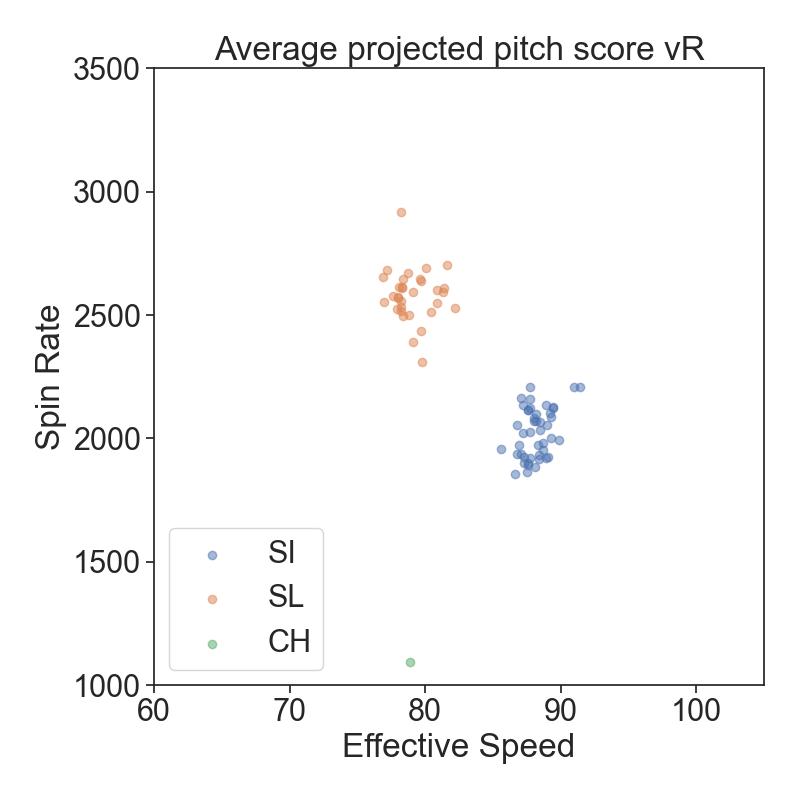 Average projected pitch score vR
3500
3000
2500
2000
1500
1000
Spin Rate
SI
SL
CH
60 70 80 90 100
Effective Speed